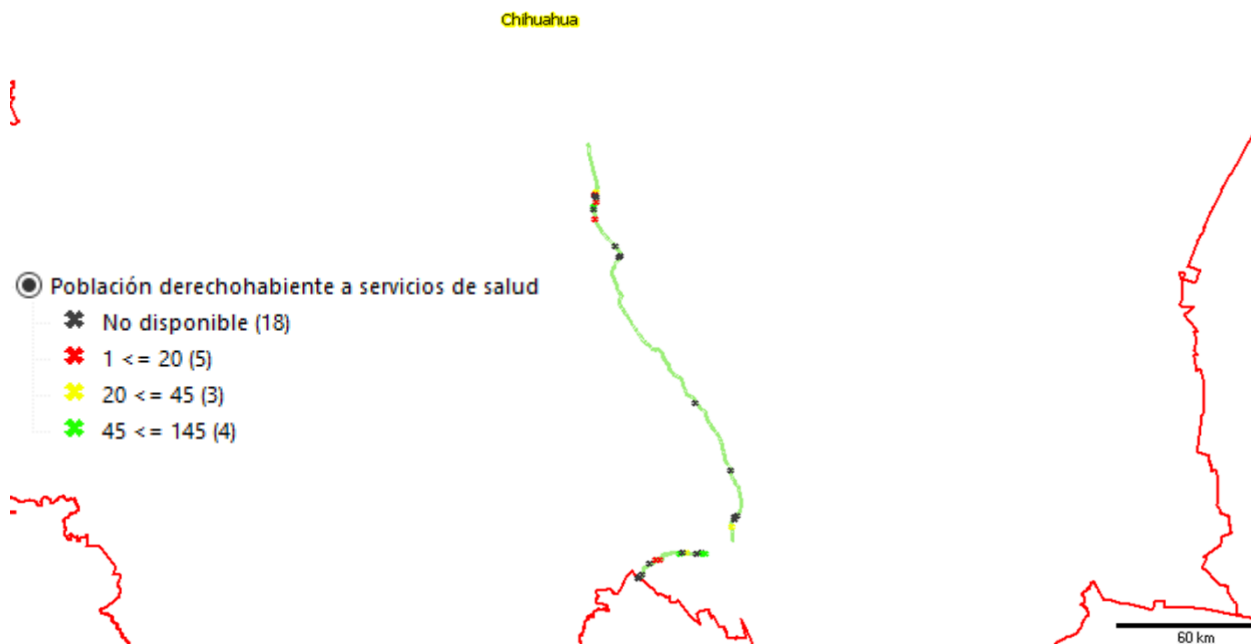 Chihuahua
Población derechohabiente a servicios de salud
No disponible (18)
1 <= 20 (5)
20 <= 45 (3)
45 <= 145 (4)
60 km